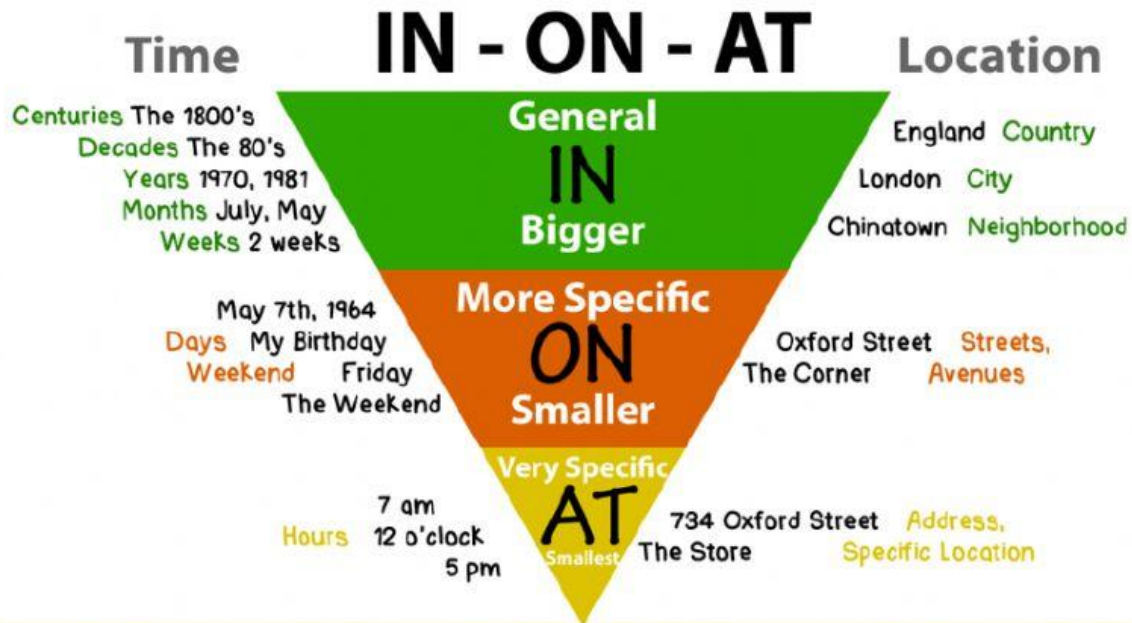 IN - ON - AT
Time
Centuries The 1800's
Decades The 80's
Years 1970, 1981
Months July, May
Weeks 2 weeks
May 7th, 1964
Days My Birthday
Weekend Friday
The Weekend
7 am
Hours 12 o'clock
5 pm
General
IN
Bigger
More Specific
ON
Smaller
Very Specific
AT
Smallest
Location
England Country
London City
Chinatown Neighborhood
Oxford Street Streets,
The Corner Avenues
734 Oxford Street Address,
The Store Specific Location